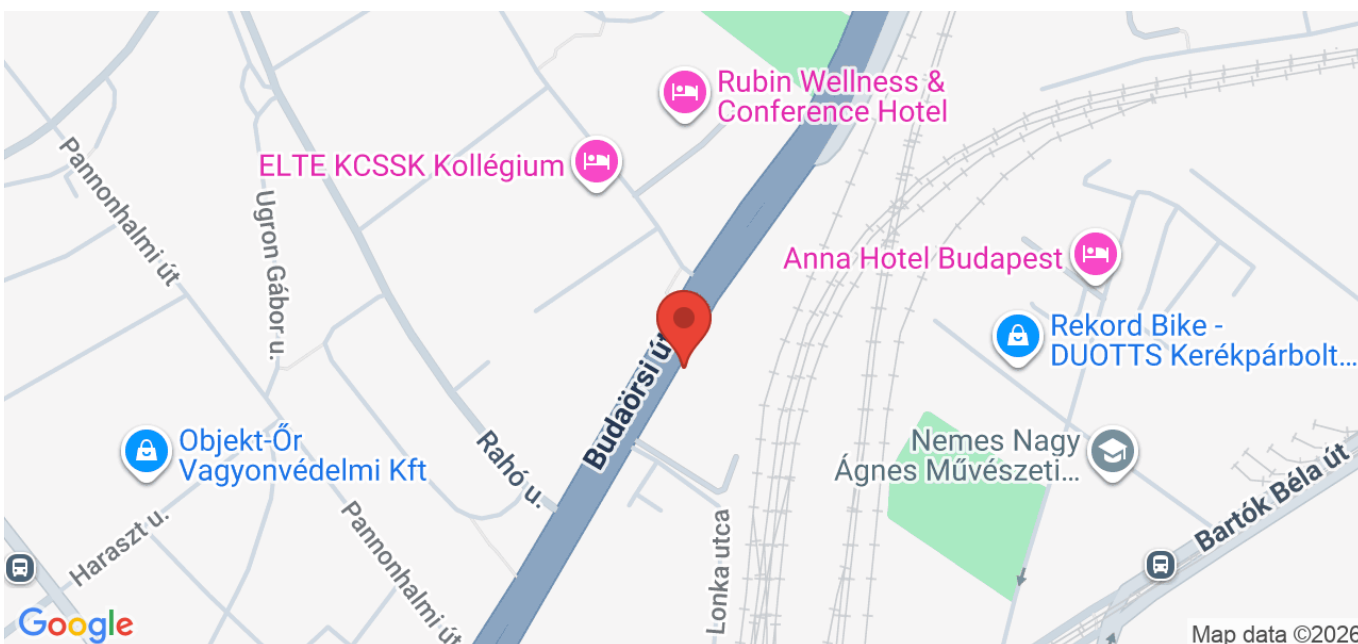 Rubin Wellness &
Conference Hotel
ELTE KCSSK Kollégium
Pannonhalmi út
Ugron Gábor u.
Anna Hotel Budapest
Rekord Bike -
DUOTTS Kerékpárbolt...
Budaörsi út
Objekt-Őr
Vagyonvédelmi Kft
Rahó u.
Nemes Nagy
Ágnes Művészeti...
Bartók Béla út
Haraszt u.
Pannonhalmi út
Lonka utca
Google
Map data ©2026